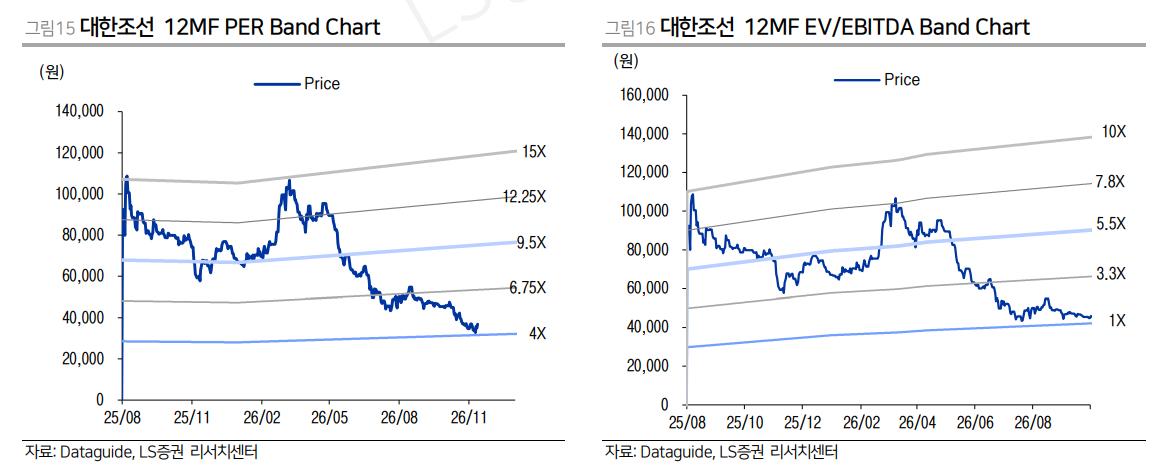 그림15 대한조선 12MF PER Band Chart
(원)
Price
140,000
120,000
100,000
80,000
60,000
40,000
20,000
0
15X
12.25X
9.5X
6.75X
4X
25/08 25/11 26/02 26/05 26/08 26/11
자료: Dataguide, LS증권 리서치센터
그림16 대한조선 12MF EV/EBITDA Band Chart
(원)
Price
160,000
140,000
120,000
100,000
80,000
60,000
40,000
20,000
0
10X
7.8X
5.5X
3.3X
1X
25/08 25/10 25/12 26/02 26/04 26/06 26/08
자료: Dataguide, LS증권 리서치센터